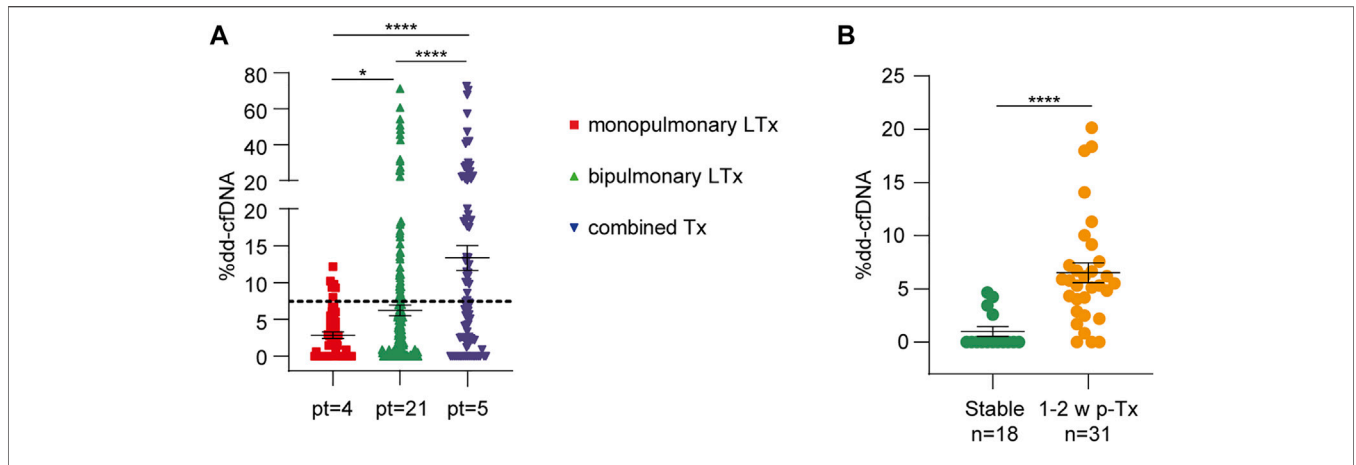 A
****
*
****
80
60
40
20
20
15
10
5
0
%dd-cfDNA
pt=4
pt=21
pt=5
monopulmonary LTx
bipulmonary LTx
combined Tx
B
****
25
20
15
10
5
0
%dd-cfDNA
Stable
n=18
1-2 w p-Tx
n=31